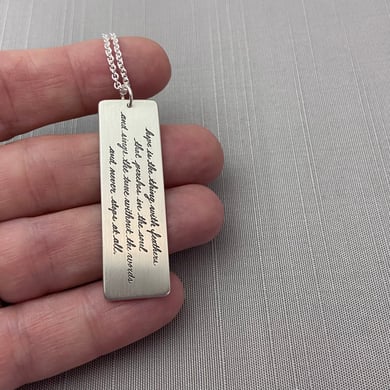 hope is the thing with feathers
that perches in the soul
and sings the tune without the words
and never stops at all.